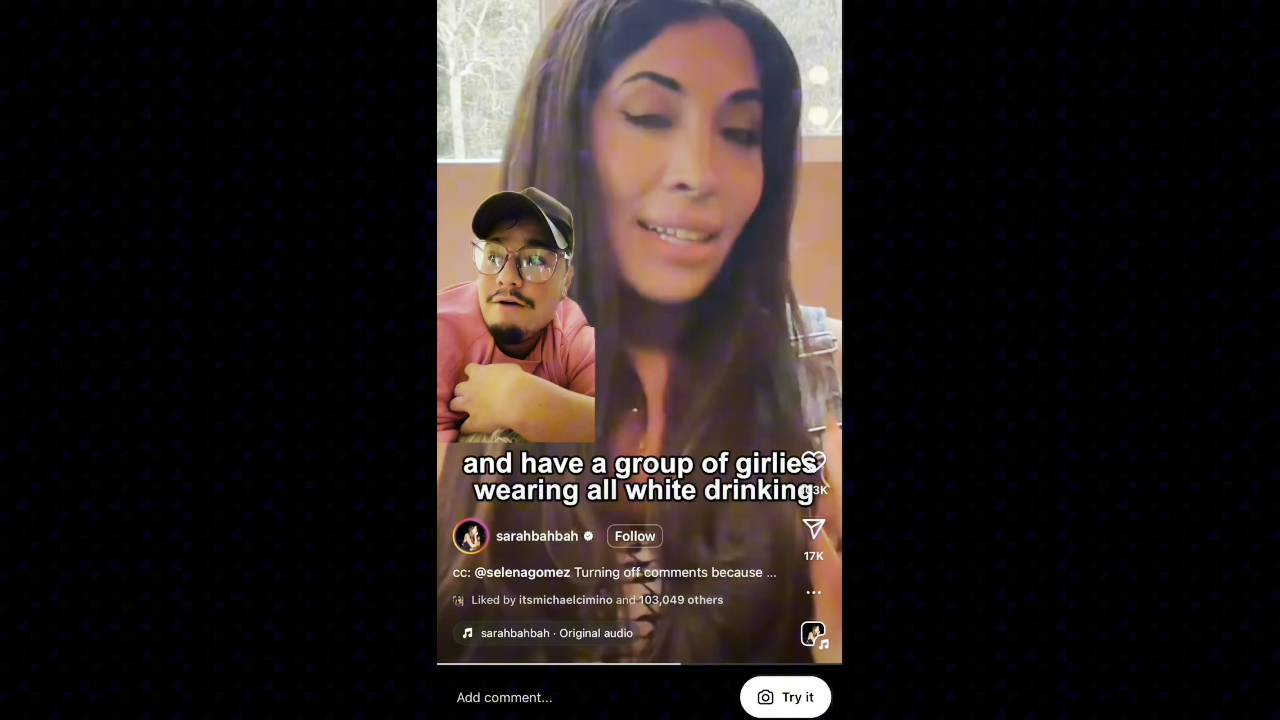 and have a group of girlies
wearing all white drinking
sarahbahbah
Follow
17K
cc: @selenagomez Turning off comments because ...
Liked by itsmichaelcimino and 103,049 others
sarahbahbah · Original audio
Add comment...
Try it